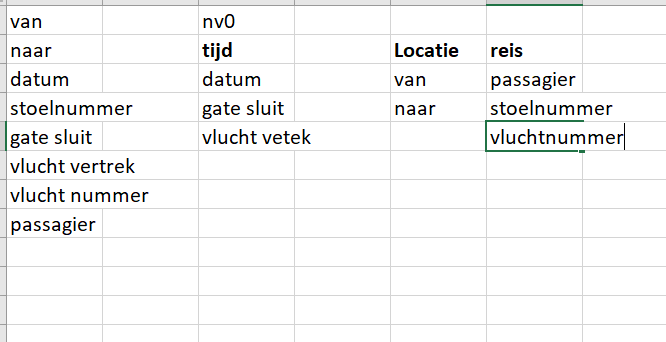 van nv0
naar tijd Locatie reis
datum datum van passagier
stoelnummer gate sluit naar stoelnummer
gate sluit vlucht vetek vluchtnummer
vlucht vertrek
vlucht nummer
passagier